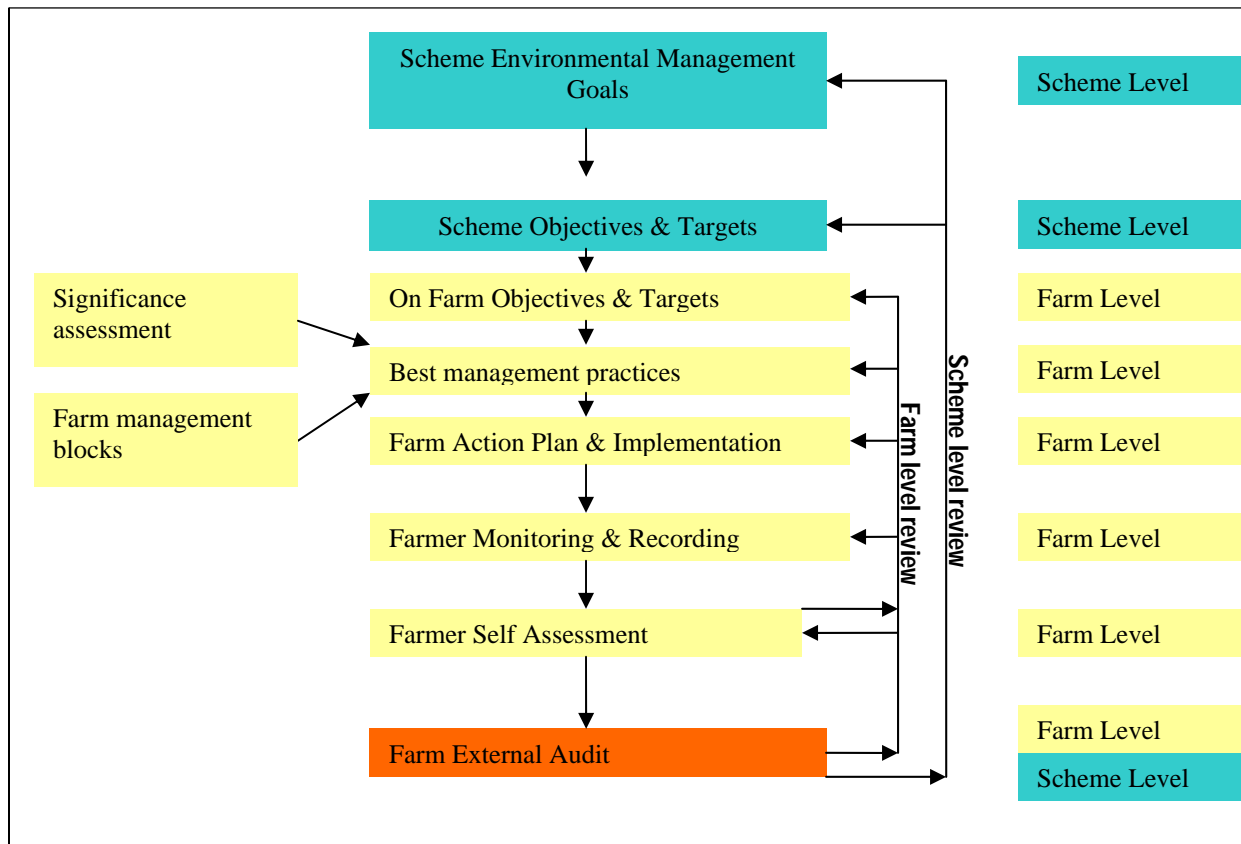 Scheme Environmental Management
Goals
Scheme Level
Scheme Objectives & Targets
Scheme Level
Significance
assessment
On Farm Objectives & Targets
Farm Level
Best management practices
Farm Level
Farm management
blocks
Farm Action Plan & Implementation
Farm Level
Farmer Monitoring & Recording
Farm Level
Farmer Self Assessment
Farm Level
Farm External Audit
Farm Level
Scheme Level
Farm level review
Scheme level review